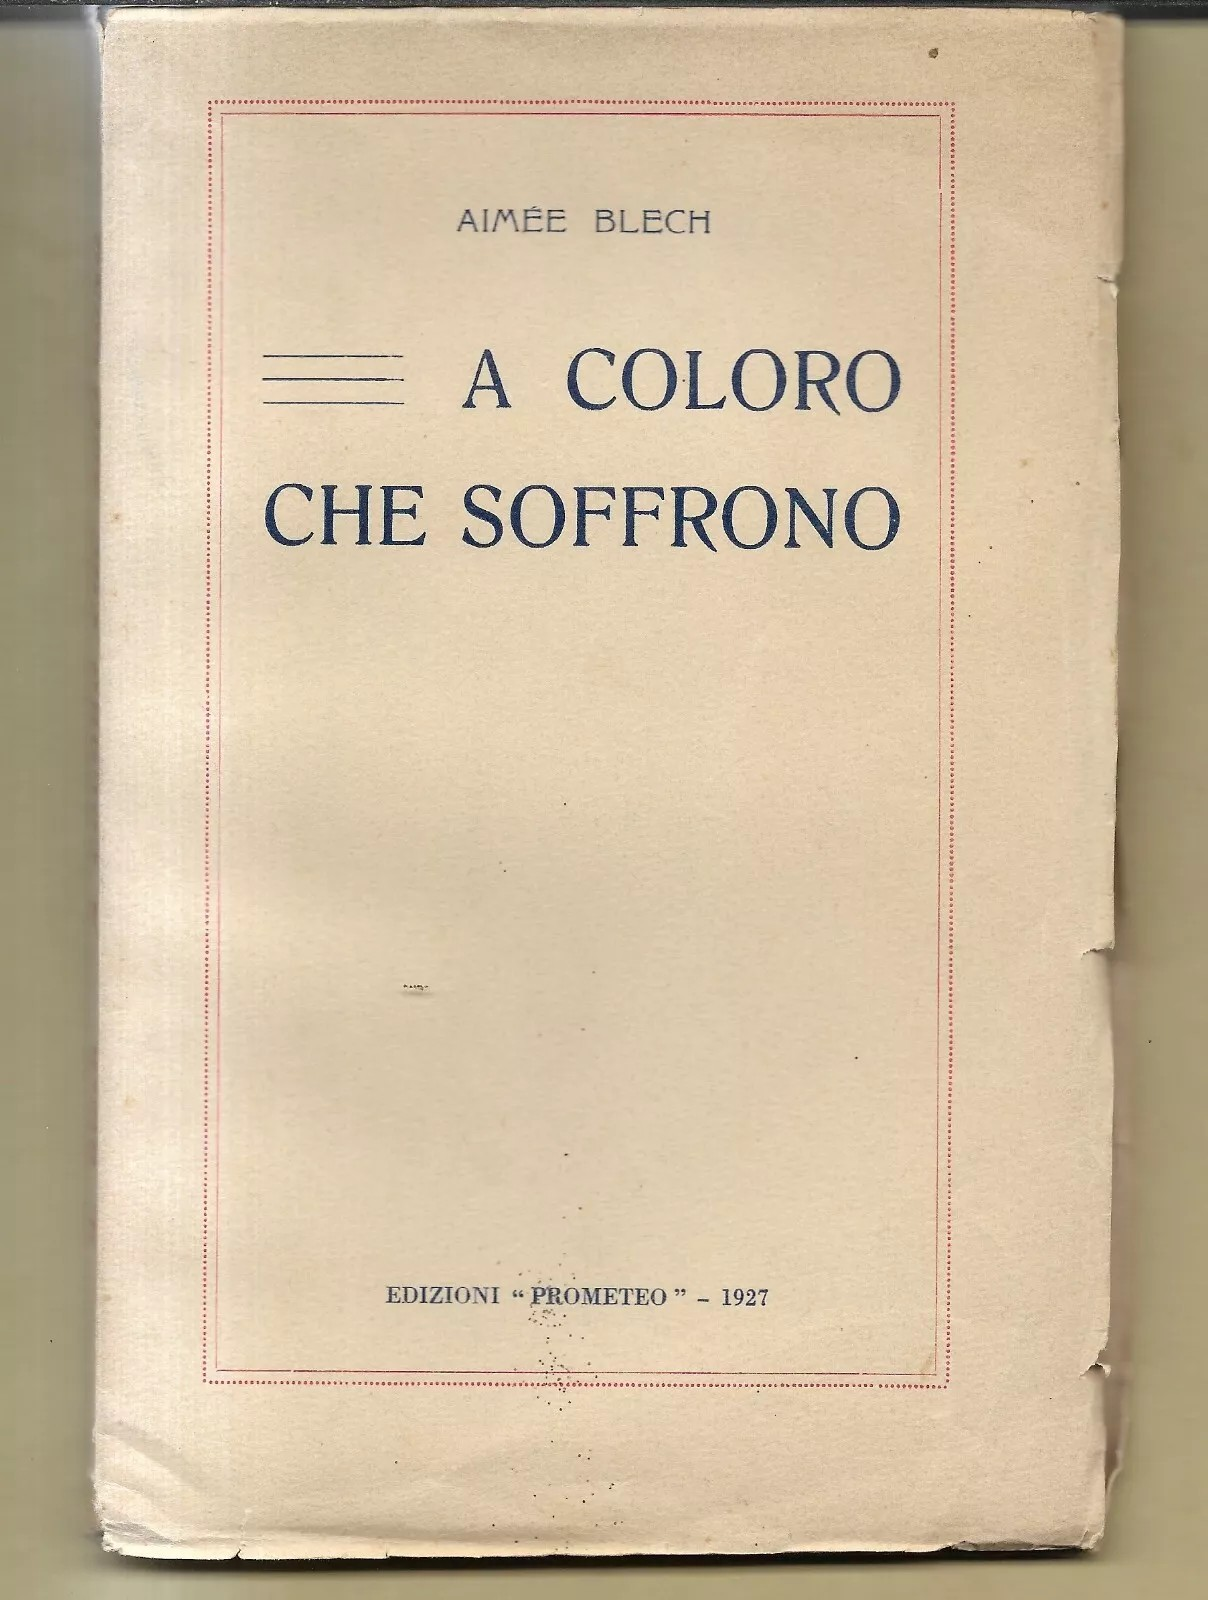 AIMÉE BLECH
A COLORO
CHE SOFFRONO
EDIZIONI “ PROMETEO ” – 1927